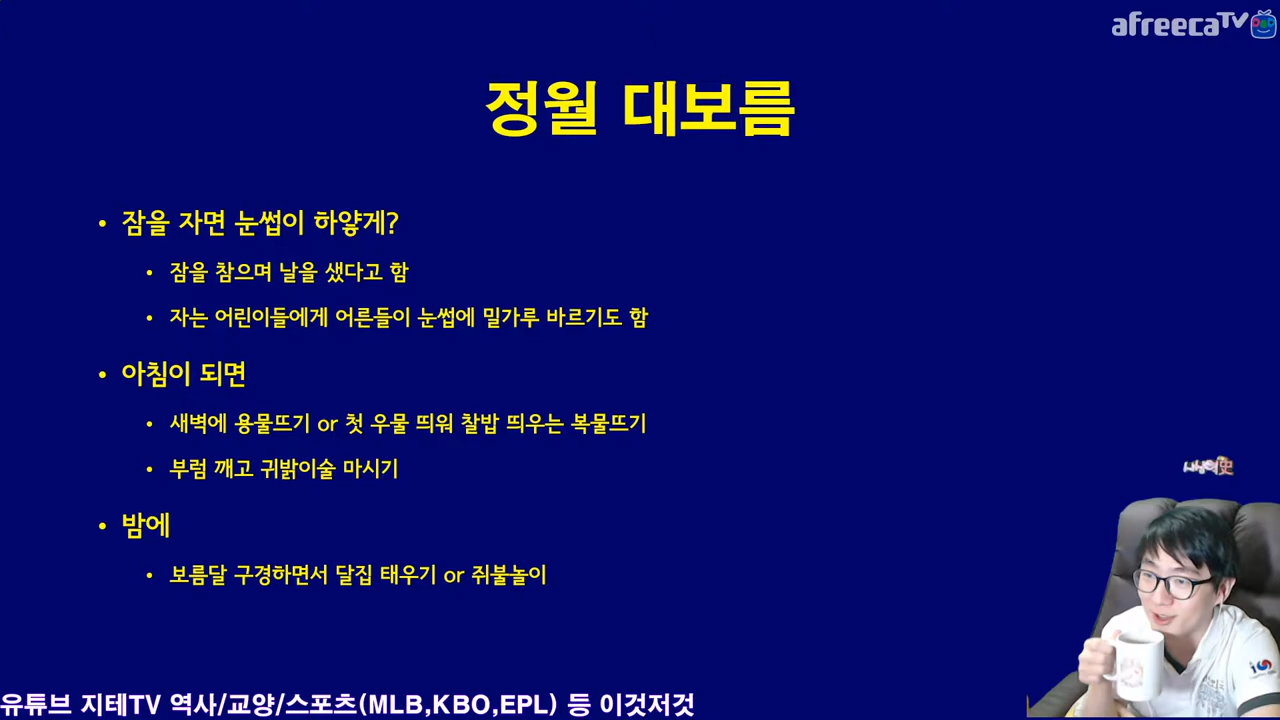 afreecaTV
정월 대보름
• 잠을 자면 눈썹이 하얗게?
• 잠을 참으며 날을 샜다고 함
• 자는 어린이들에게 어른들이 눈썹에 밀가루 바르기도 함
• 아침이 되면
• 새벽에 용물뜨기 or 첫 우물 띄워 찰밥 띄우는 복물뜨기
• 부럼 깨고 귀밝이술 마시기
• 밤에
• 보름달 구경하면서 달집 태우기 or 쥐불놀이
유튜브 지테TV 역사/교양/스포츠(MLB,KBO,EPL) 등 이것저것